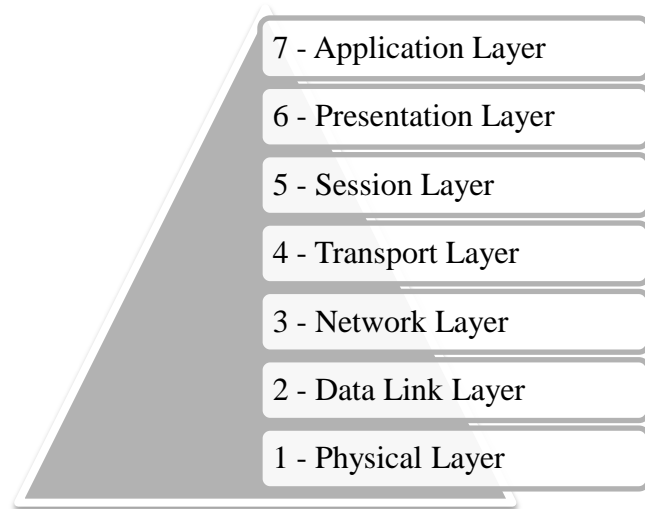 7 - Application Layer
6 - Presentation Layer
5 - Session Layer
4 - Transport Layer
3 - Network Layer
2 - Data Link Layer
1 - Physical Layer